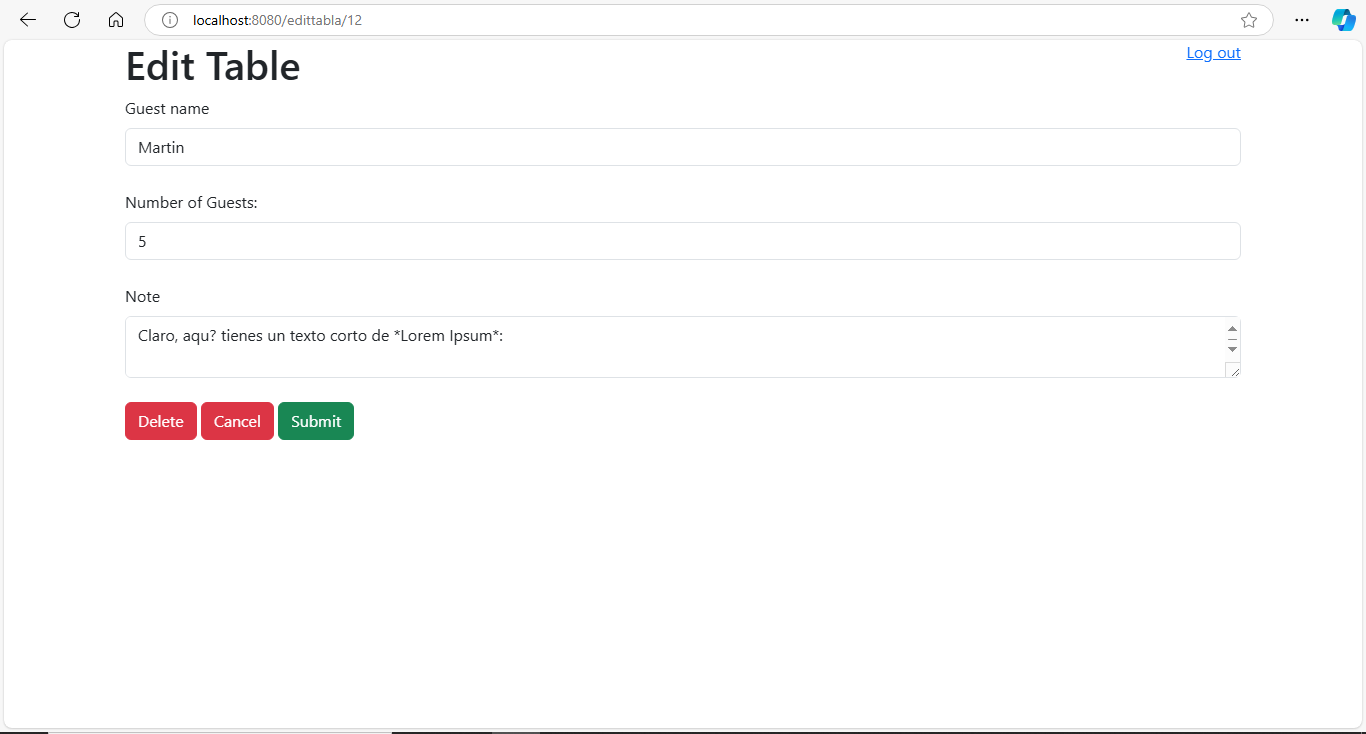 localhost:8080/edittabla/12
Edit Table
Log out
Guest name
Martin
Number of Guests:
5
Note
Claro, aqu? tienes un texto corto de *Lorem Ipsum*:
Delete Cancel Submit